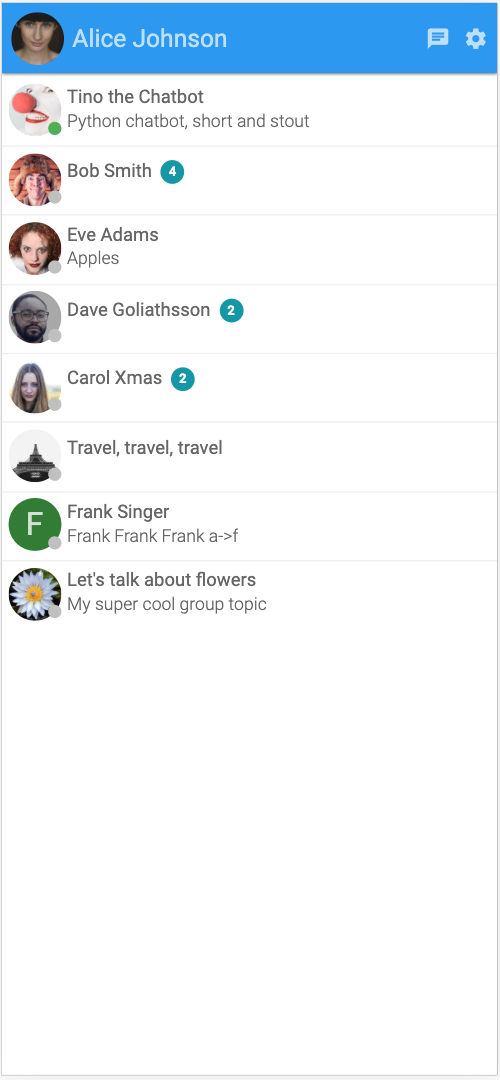 Alice Johnson
Tino the Chatbot
Python chatbot, short and stout
Bob Smith 4
Eve Adams
Apples
Dave Goliathsson 2
Carol Xmas 2
Travel, travel, travel
F
Frank Singer
Frank Frank Frank a->f
Let's talk about flowers
My super cool group topic